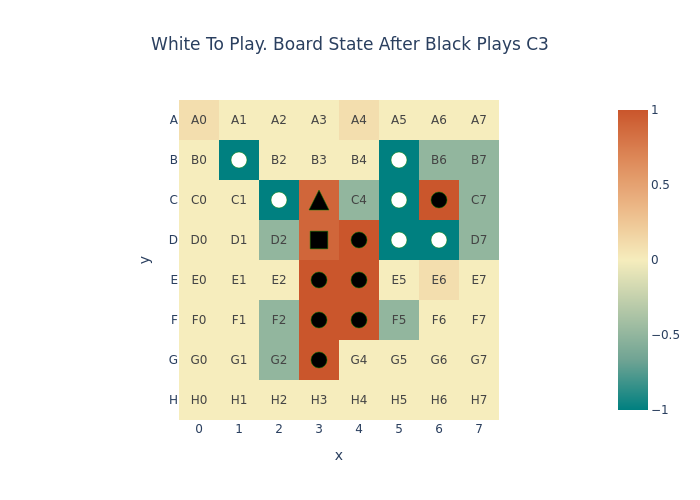 White To Play. Board State After Black Plays C3
A A0 A1 A2 A3 A4 A5 A6 A7 1
B B0 B2 B3 B4 B6 B7
0.5
C C0 C1 C4 C7
D D0 D1 D2 D7
y 0
E E0 E1 E2 E5 E6 E7
F F0 F1 F2 F5 F6 F7 −0.5
G G0 G1 G2 G4 G5 G6 G7
H H0 H1 H2 H3 H4 H5 H6 H7 −1
0 1 2 3 4 5 6 7
x